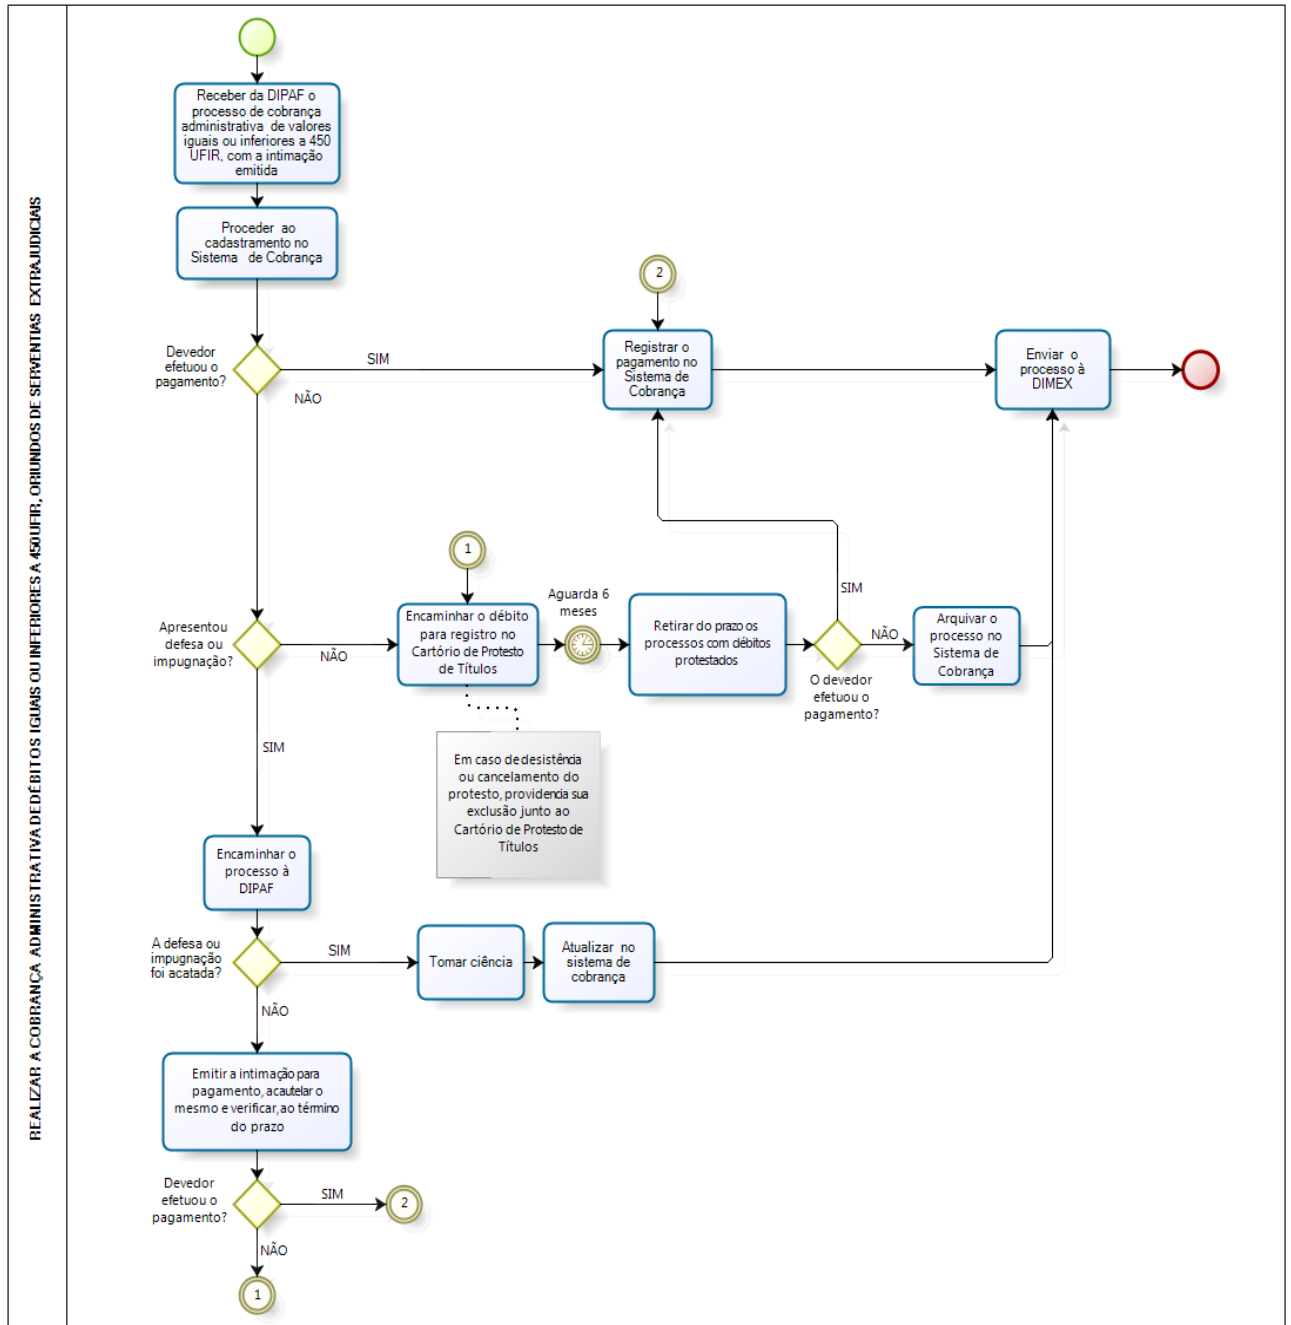 REALIZAR A COBRANÇA ADMINISTRATIVA DE DÉBITOS IGUAIS OU INFERIORES A 450 UFIR, ORIUNDOS DE SERVENTIAS EXTRAJUDICIAIS
Receber da DIPAF o
processo de cobrança
administrativa de valores
iguais ou inferiores a 450
UFIR, com a intimação
emitida
Proceder ao
cadastramento no
Sistema de Cobrança
Devedor
efetuou o
pagamento?
SIM
NÃO
2
Registrar o
pagamento no
Sistema de
Cobrança
Enviar o
processo à
DIMEX
Apresentou
defesa ou
impugnação?
NÃO
SIM
1
Encaminhar o débito
para registro no
Cartório de Protesto
de Títulos
Aguarda 6
meses
Retirar do prazo os
processos com débitos
protestados
SIM
NÃO
O devedor
efetuou o
pagamento?
Arquivar o
processo no
Sistema de
Cobrança
Em caso de desistência
ou cancelamento do
protesto, providencia sua
exclusão junto ao
Cartório de Protesto de
Títulos
Encaminhar o
processo à
DIPAF
A defesa ou
impugnação
foi acatada?
SIM
NÃO
Tomar ciência
Atualizar no
sistema de
cobrança
Emitir a intimação para
pagamento, acautelar o
mesmo e verificar, ao término
do prazo
Devedor
efetuou o
pagamento?
SIM
2
NÃO
1